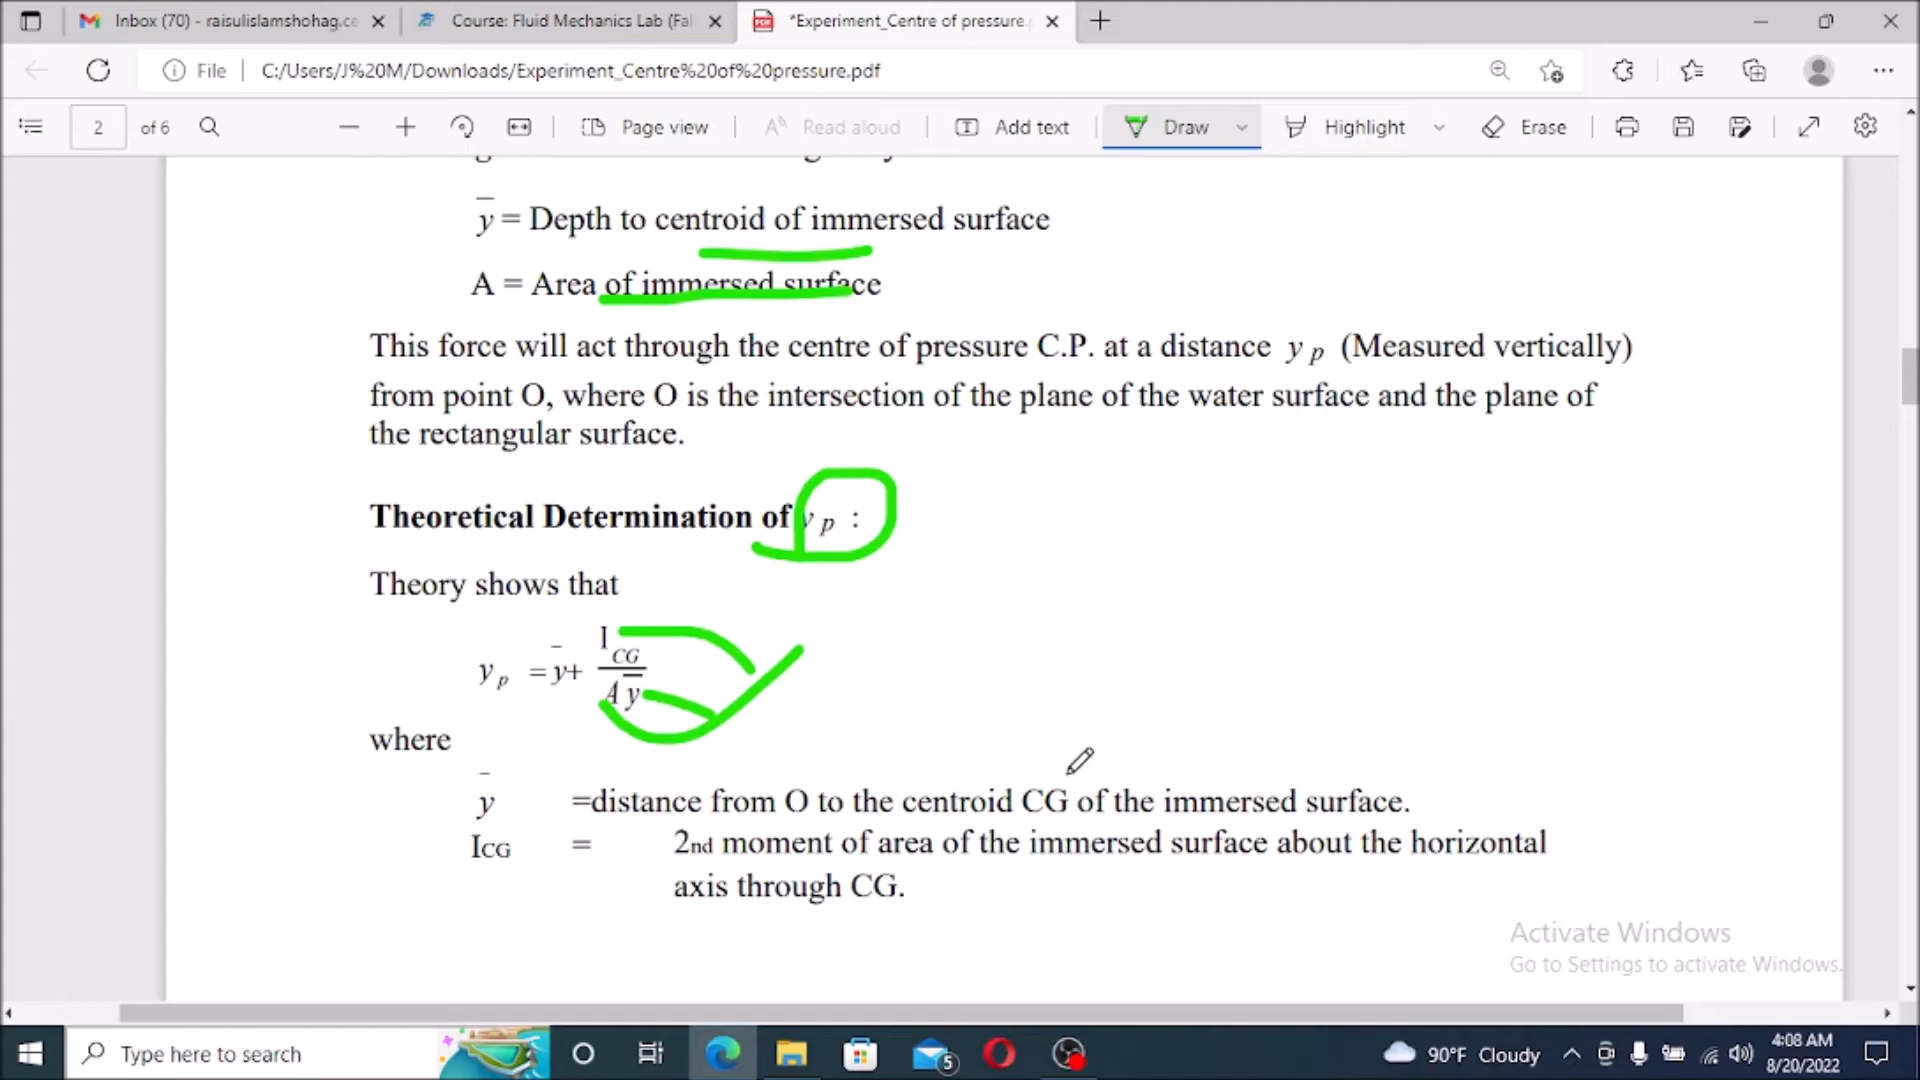 Inbox (70) - raisulislamshohag.ce
Course: Fluid Mechanics Lab (Fal
*Experiment_Centre of pressure.
File
C:/Users/J%20M/Downloads/Experiment_Centre%20of%20pressure.pdf
2
of 6
Page view
Read aloud
Add text
Draw
Highlight
Erase
y̅ = Depth to centroid of immersed surface
A = Area of immersed surface
This force will act through the centre of pressure C.P. at a distance y p (Measured vertically)
from point O, where O is the intersection of the plane of the water surface and the plane of
the rectangular surface.
Theoretical Determination of y p :
Theory shows that
y p = y̅ + I CG / A y̅
where
y̅ =distance from O to the centroid CG of the immersed surface.
ICG = 2nd moment of area of the immersed surface about the horizontal
axis through CG.
Activate Windows
Go to Settings to activate Windows.
Type here to search
5
90°F Cloudy
4:08 AM
8/20/2022